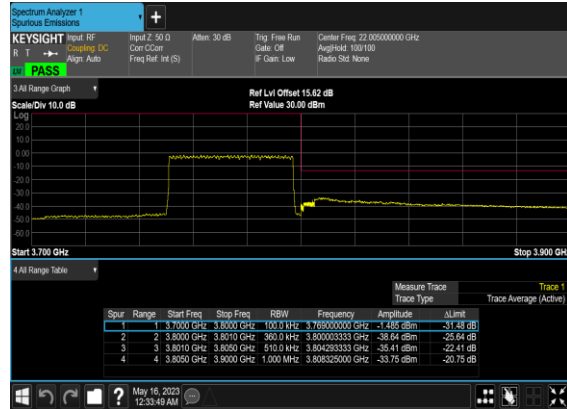 Spectrum Analyzer 1
Spurious Emissions
KEYSIGHT Input: RF Input Z: 50 Ω Atten: 30 dB Trig: Free Run Center Freq: 22.005000000 GHz
R T Coupling: DC Corr CCorr Gate: Off Avg|Hold: 100/100
Align: Auto Freq Ref: Int (S) IF Gain: Low Radio Std: None
PASS
3 All Range Graph
Ref Lvl Offset 15.62 dB
Scale/Div 10.0 dB Ref Value 30.00 dBm
Log
20.0
10.0
0.00
-10.0
-20.0
-30.0
-40.0
-50.0
-60.0
Start 3.700 GHz Stop 3.900 GH
4 All Range Table
Measure Trace Trace 1
Trace Type Trace Average (Active)
Spur Range Start Freq Stop Freq RBW Frequency Amplitude ΔLimit
1 1 3.7000 GHz 3.8000 GHz 100.0 kHz 3.769000000 GHz -1.485 dBm -31.48 dB
2 2 3.8000 GHz 3.8010 GHz 360.0 kHz 3.800003333 GHz -38.64 dBm -25.64 dB
3 3 3.8010 GHz 3.8050 GHz 510.0 kHz 3.804293333 GHz -35.41 dBm -22.41 dB
4 4 3.8050 GHz 3.9000 GHz 1.000 MHz 3.808325000 GHz -33.75 dBm -20.75 dB
? May 16, 2023
12:33:49 AM